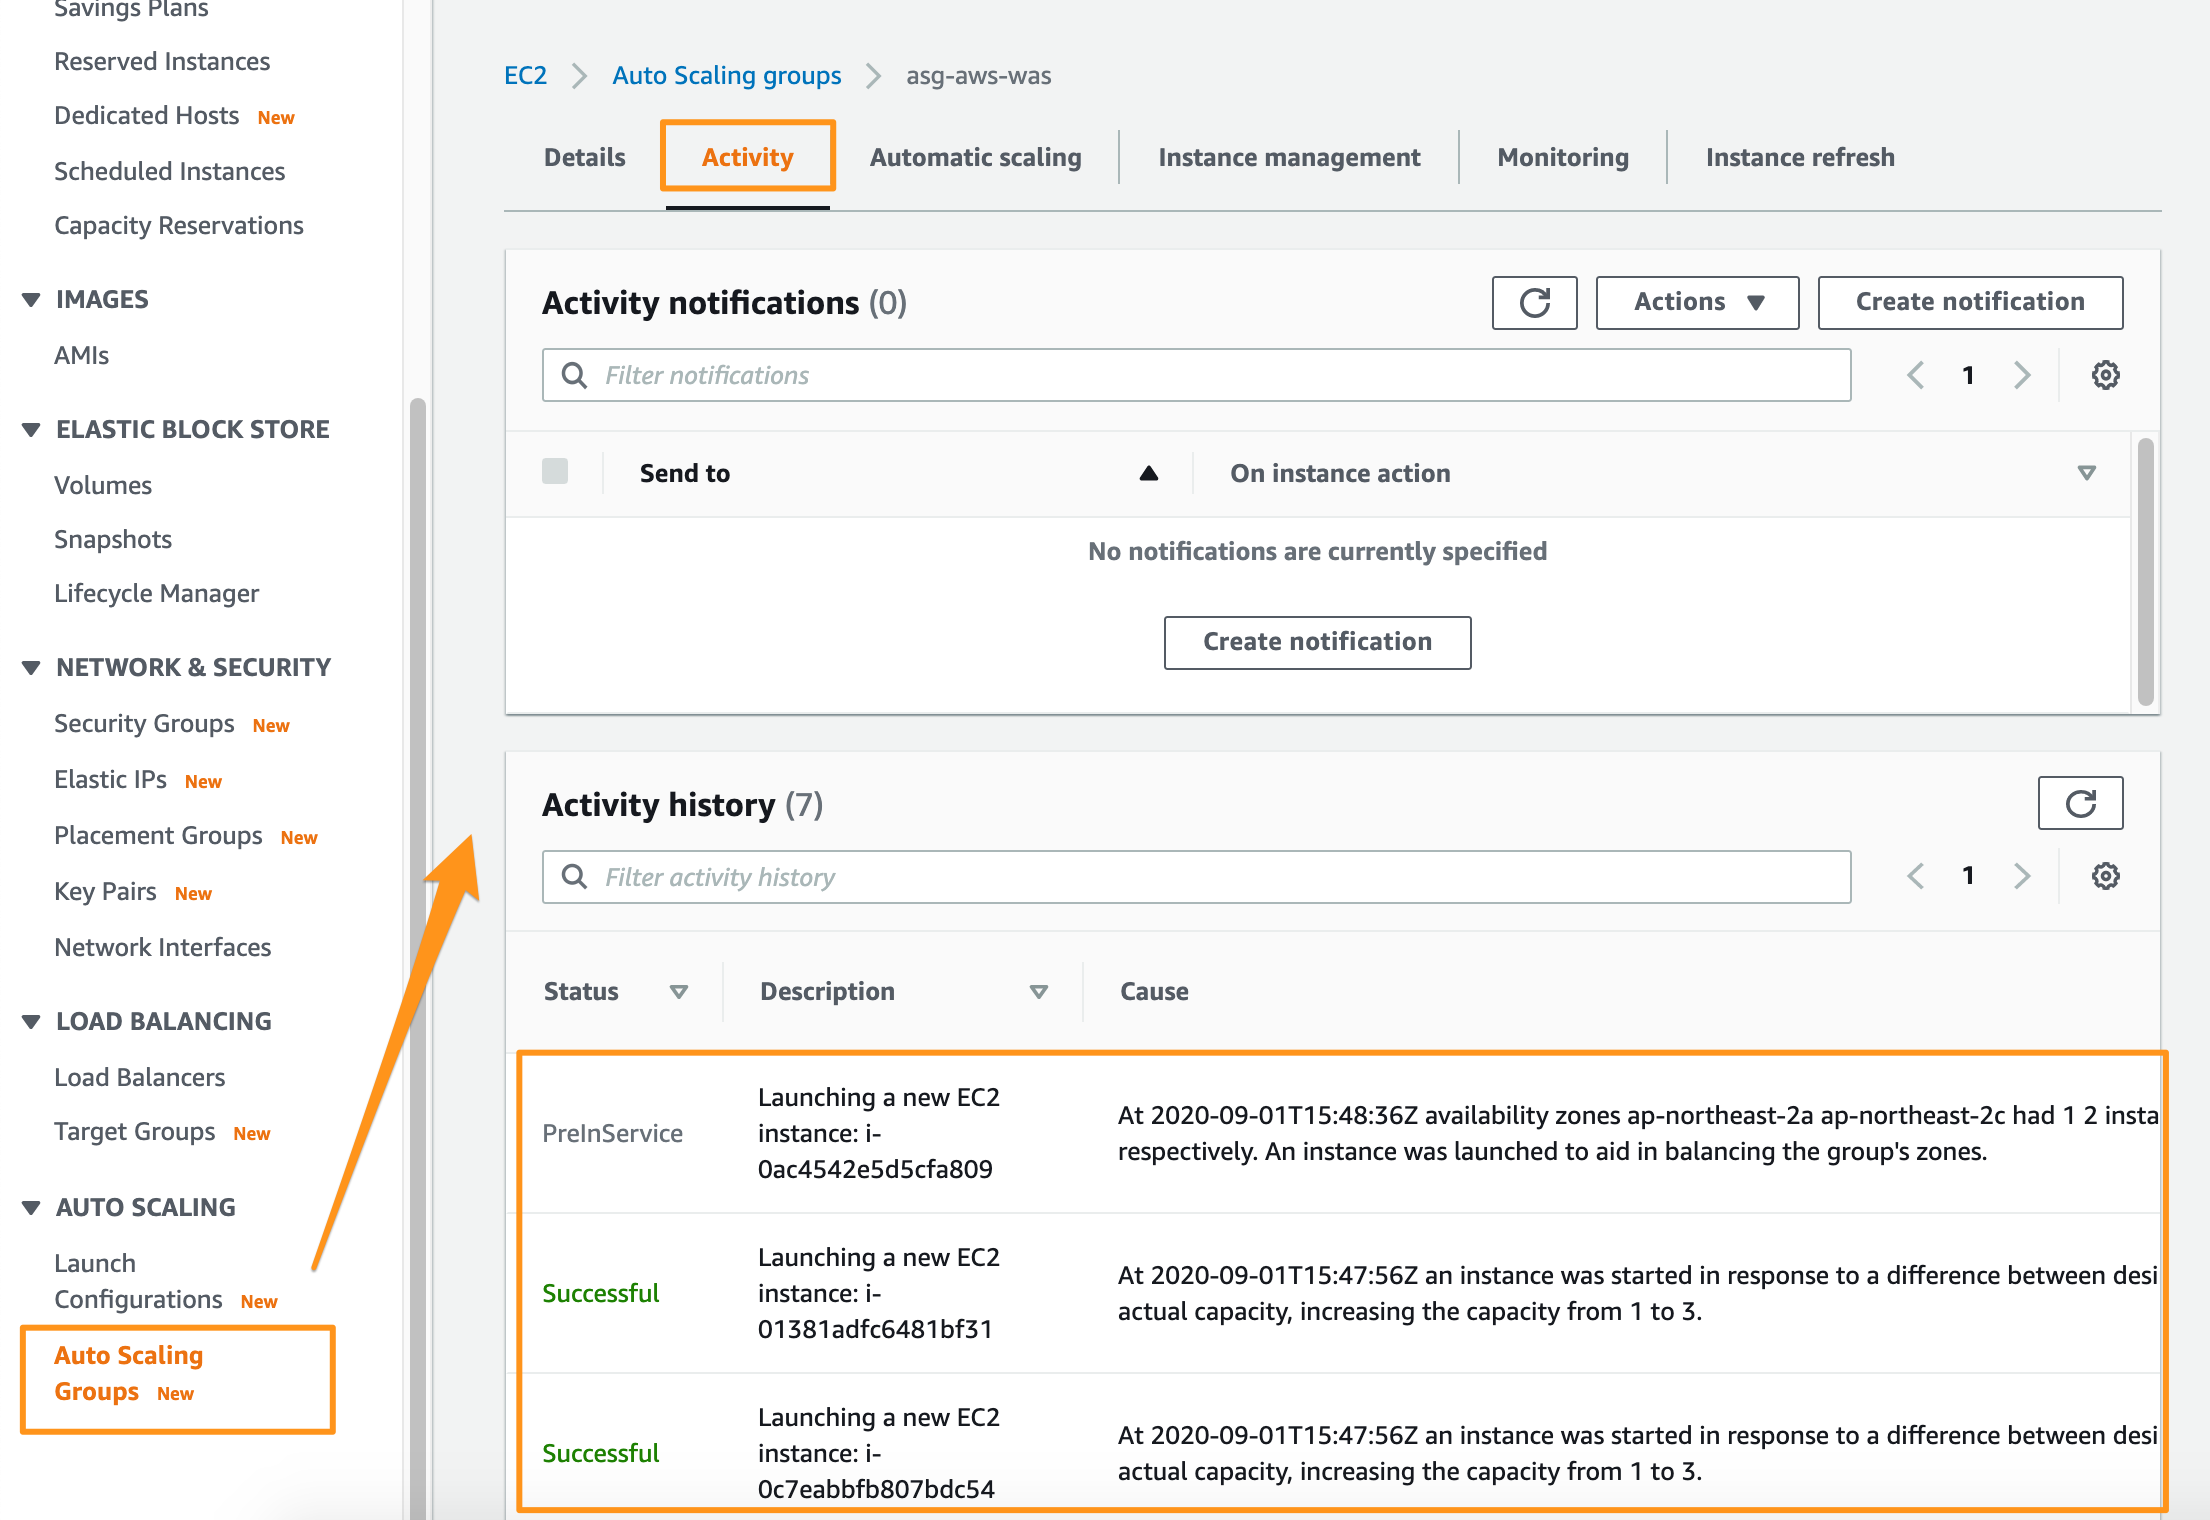 Savings Plans
Reserved Instances
Dedicated Hosts New
Scheduled Instances
Capacity Reservations
IMAGES
AMIs
ELASTIC BLOCK STORE
Volumes
Snapshots
Lifecycle Manager
NETWORK & SECURITY
Security Groups New
Elastic IPs New
Placement Groups New
Key Pairs New
Network Interfaces
LOAD BALANCING
Load Balancers
Target Groups New
AUTO SCALING
Launch
Configurations New
Auto Scaling
Groups New
EC2 > Auto Scaling groups > asg-aws-was
Details Activity Automatic scaling Instance management Monitoring Instance refresh
Activity notifications (0)
Actions Create notification
Filter notifications
1
Send to On instance action
No notifications are currently specified
Create notification
Activity history (7)
Filter activity history
1
Status Description Cause
PreInService
Launching a new EC2
instance: i-
0ac4542e5d5cfa809
At 2020-09-01T15:48:36Z availability zones ap-northeast-2a ap-northeast-2c had 1 2 insta
respectively. An instance was launched to aid in balancing the group's zones.
Successful
Launching a new EC2
instance: i-
01381adfc6481bf31
At 2020-09-01T15:47:56Z an instance was started in response to a difference between desi
actual capacity, increasing the capacity from 1 to 3.
Successful
Launching a new EC2
instance: i-
0c7eabbfb807bdc54
At 2020-09-01T15:47:56Z an instance was started in response to a difference between desi
actual capacity, increasing the capacity from 1 to 3.